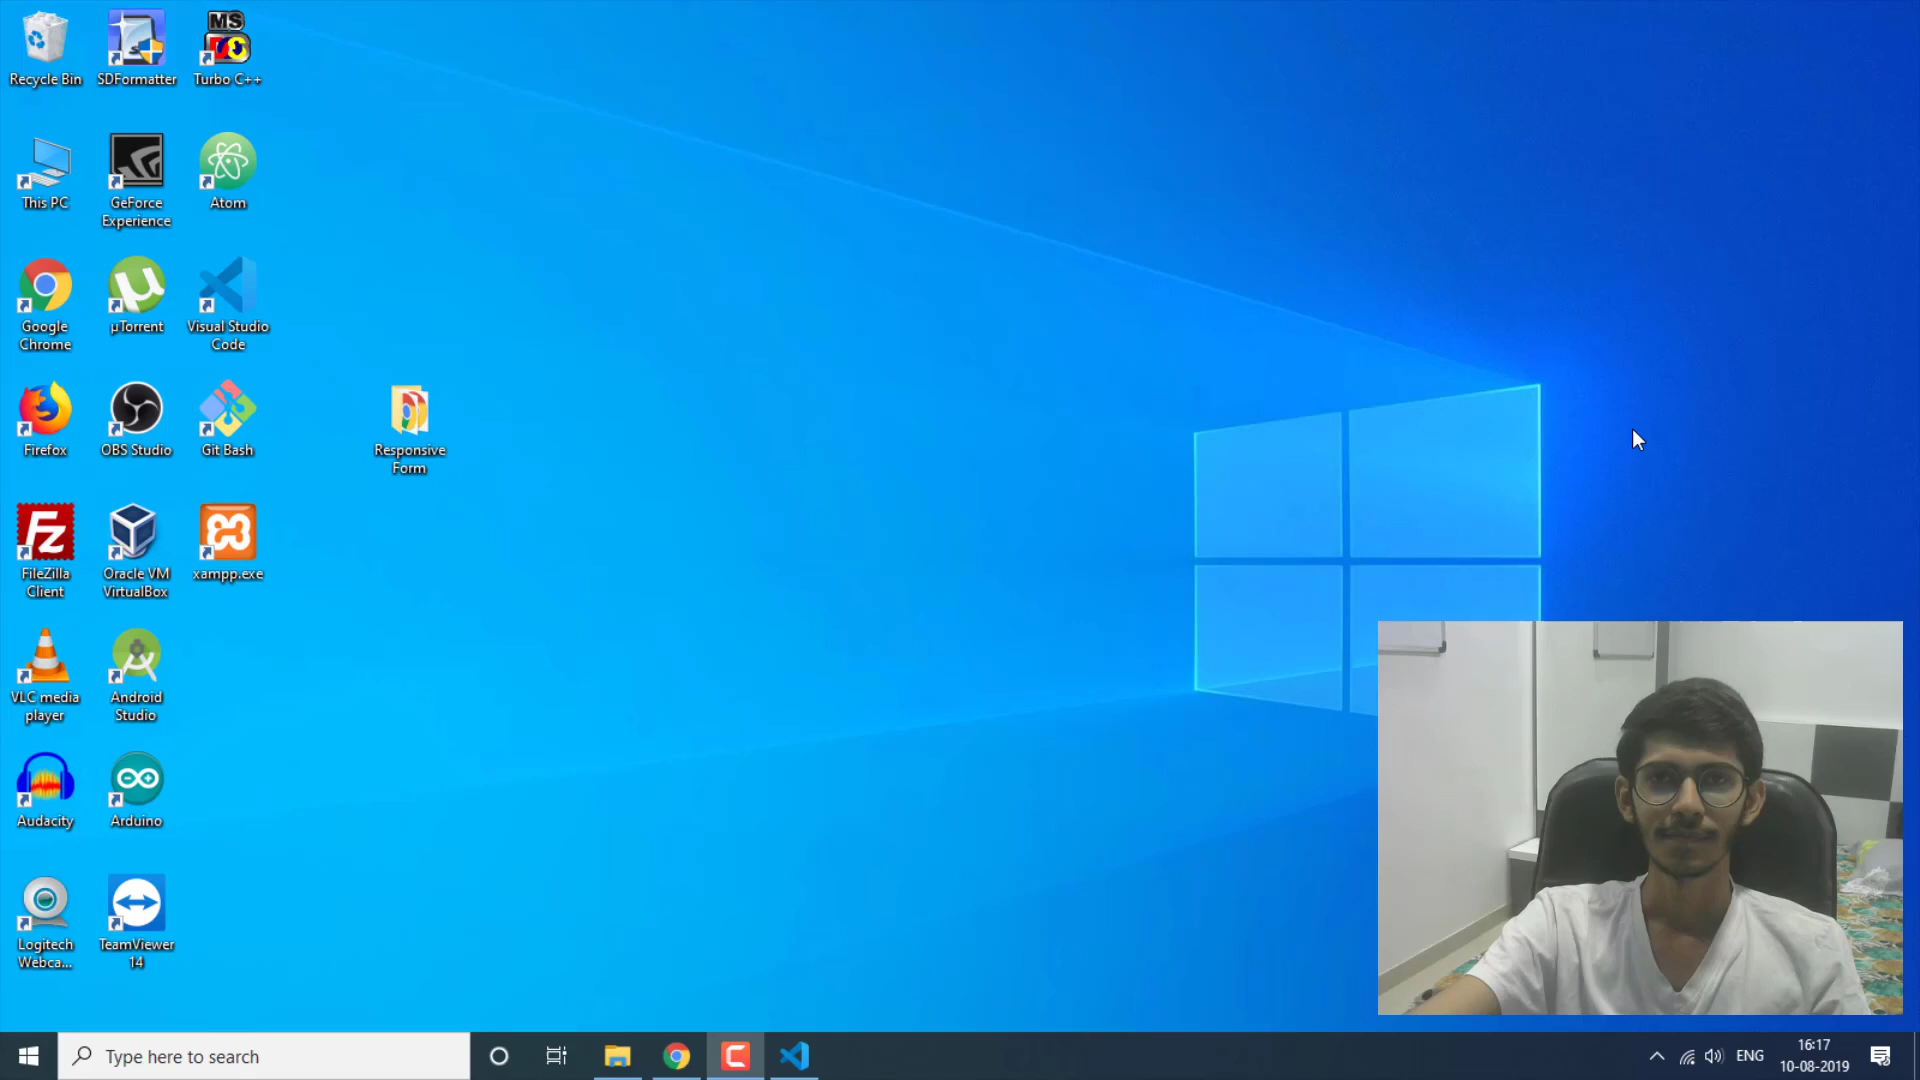 Recycle Bin
SDFormatter
MS
Turbo C++
This PC
GeForce
Experience
Atom
Google
Chrome
µTorrent
Visual Studio
Code
Firefox
OBS Studio
Git Bash
Responsive
Form
Fz
FileZilla
Client
Oracle VM
VirtualBox
xampp.exe
VLC media
player
Android
Studio
Audacity
Arduino
Logitech
Webca...
TeamViewer
14
Type here to search
ENG
16:17
10-08-2019